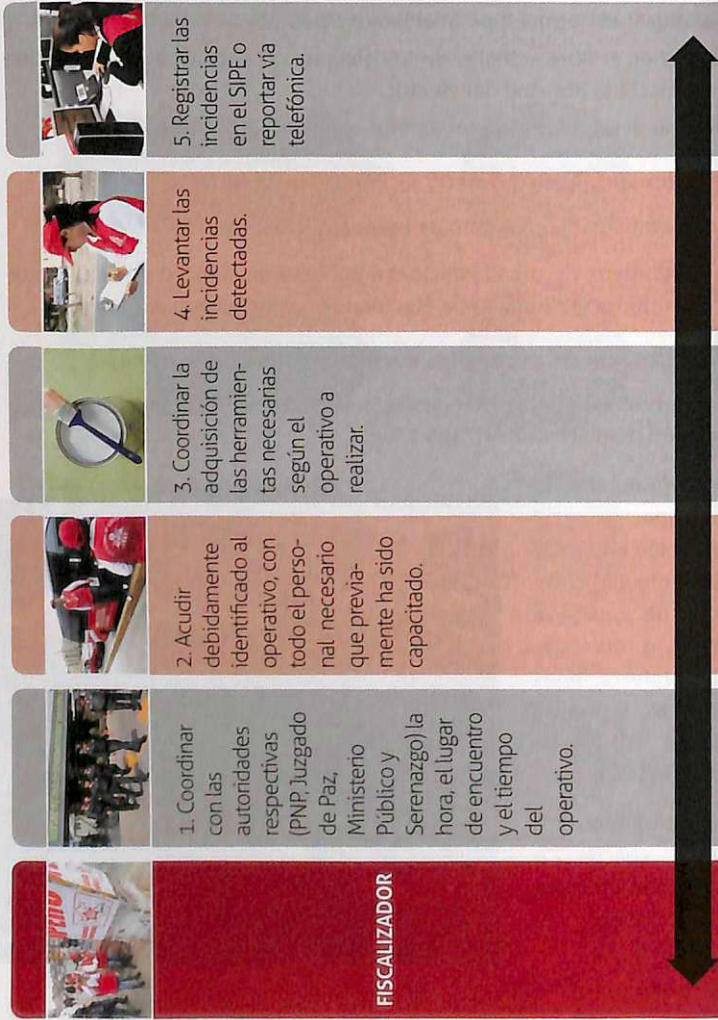 FISCALIZADOR
1. Coordinar
con las
autoridades
respectivas
(PNP, Juzgado
de Paz,
Ministerio
Público y
Serenazgo) la
hora, el lugar
de encuentro
y el tiempo
del
operativo.
2. Acudir
debidamente
identificado al
operativo, con
todo el perso-
nal necesario
que previa-
mente ha sido
capacitado.
3. Coordinar la
adquisición de
las herramien-
tas necesarias
según el
operativo a
realizar.
4. Levantar las
incidencias
detectadas.
5. Registrar las
incidencias
en el SIPE o
reportar vía
telefónica.